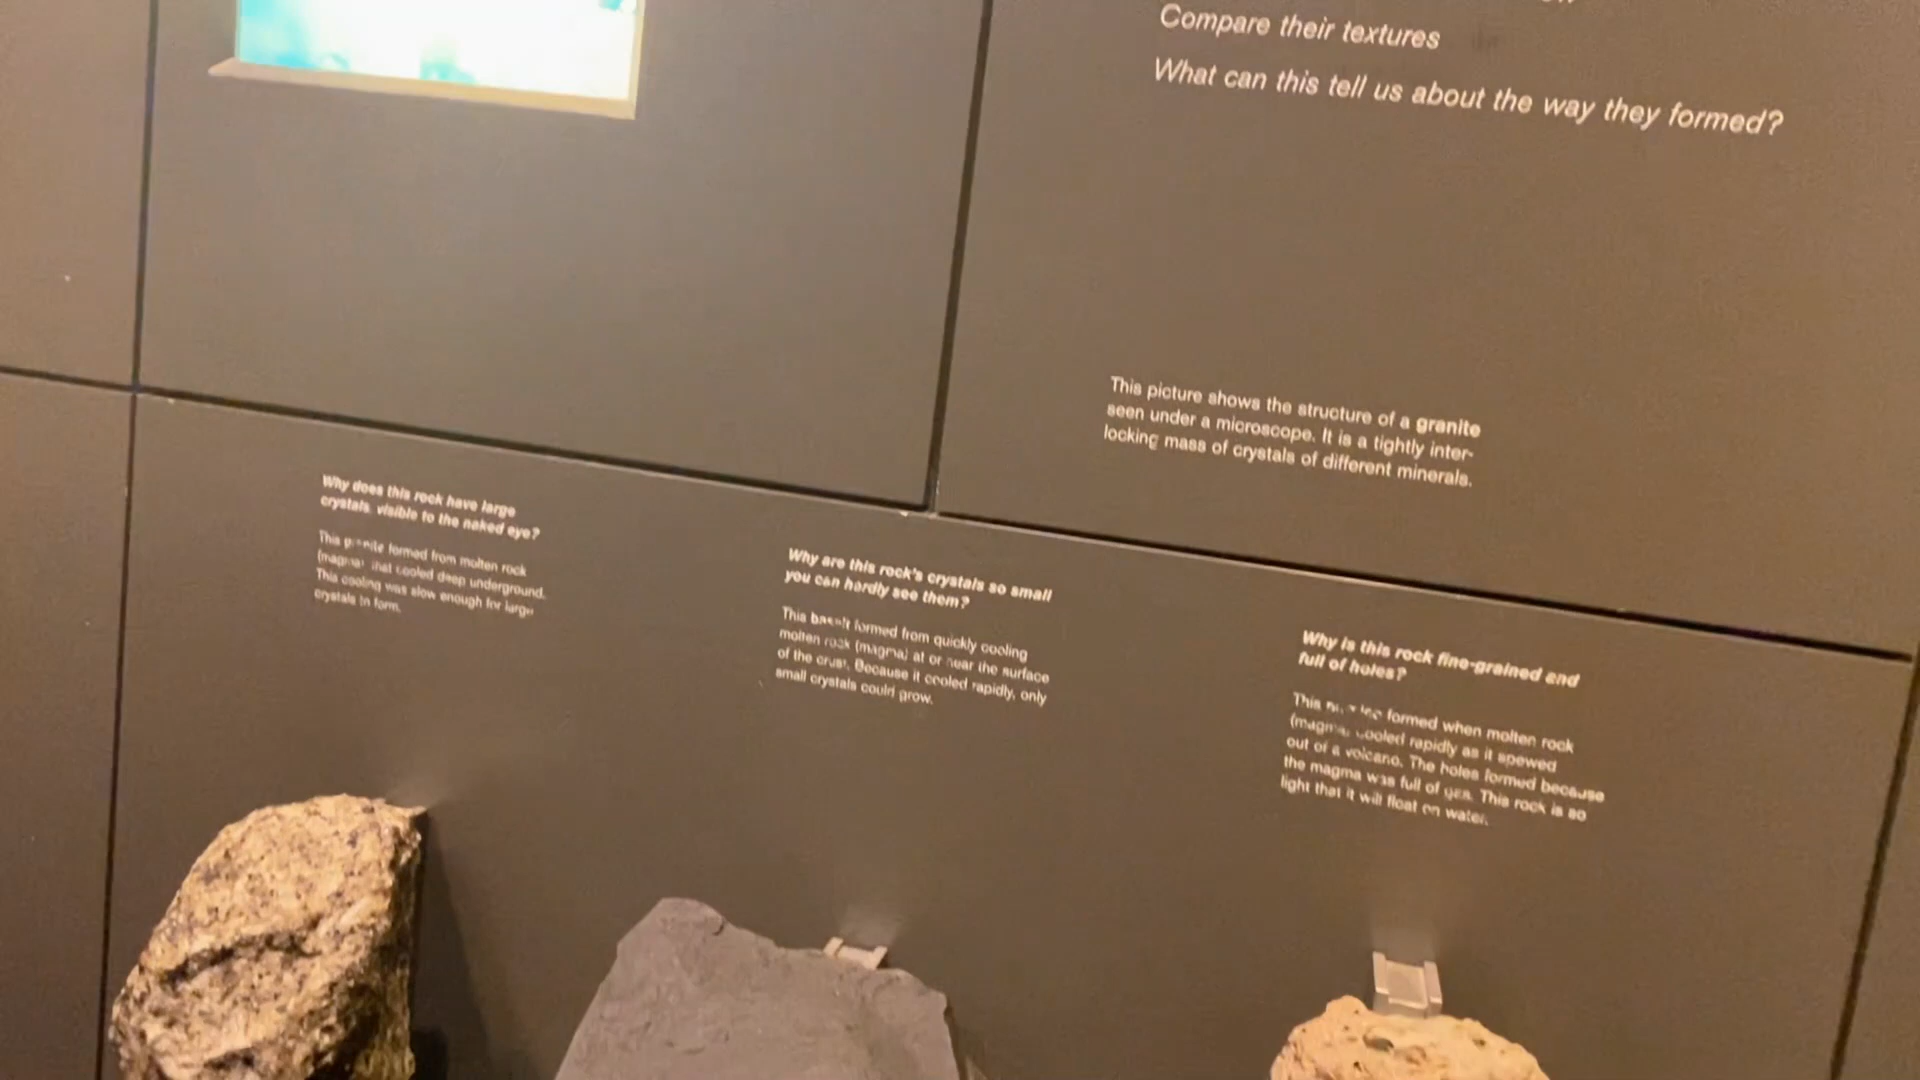 Compare their textures
What can this tell us about the way they formed?
This picture shows the structure of a granite
seen under a microscope. It is a tightly inter-
locking mass of crystals of different minerals.
Why does this rock have large
crystals visible to the naked eye?
This granite formed from molten rock
(magma) that cooled deep underground.
This cooling was slow enough for large
crystals to form.
Why are this rock's crystals so small
you can hardly see them?
This basalt formed from quickly cooling
molten rock (magma) at or near the surface
of the crust. Because it cooled rapidly, only
small crystals could grow.
Why is this rock fine-grained and
full of holes?
This formed when molten rock
(magma) cooled rapidly as it spewed
out of a volcano. The holes formed because
the magma was full of gas. This rock is so
light that it will float on water.